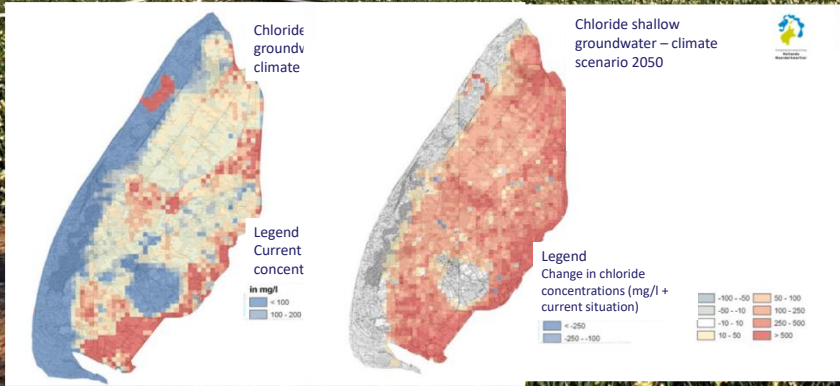 Chloride
ground
climate
Legend
Current
concent
in mg/l
< 100
100 - 200
Chloride shallow
groundwater – climate
scenario 2050
Legend
Change in chloride
concentrations (mg/l +
current situation)
< -250
-250 - -100
-100 - -50
-50 - -10
-10 - 10
10 - 50
50 - 100
100 - 250
250 - 500
> 500